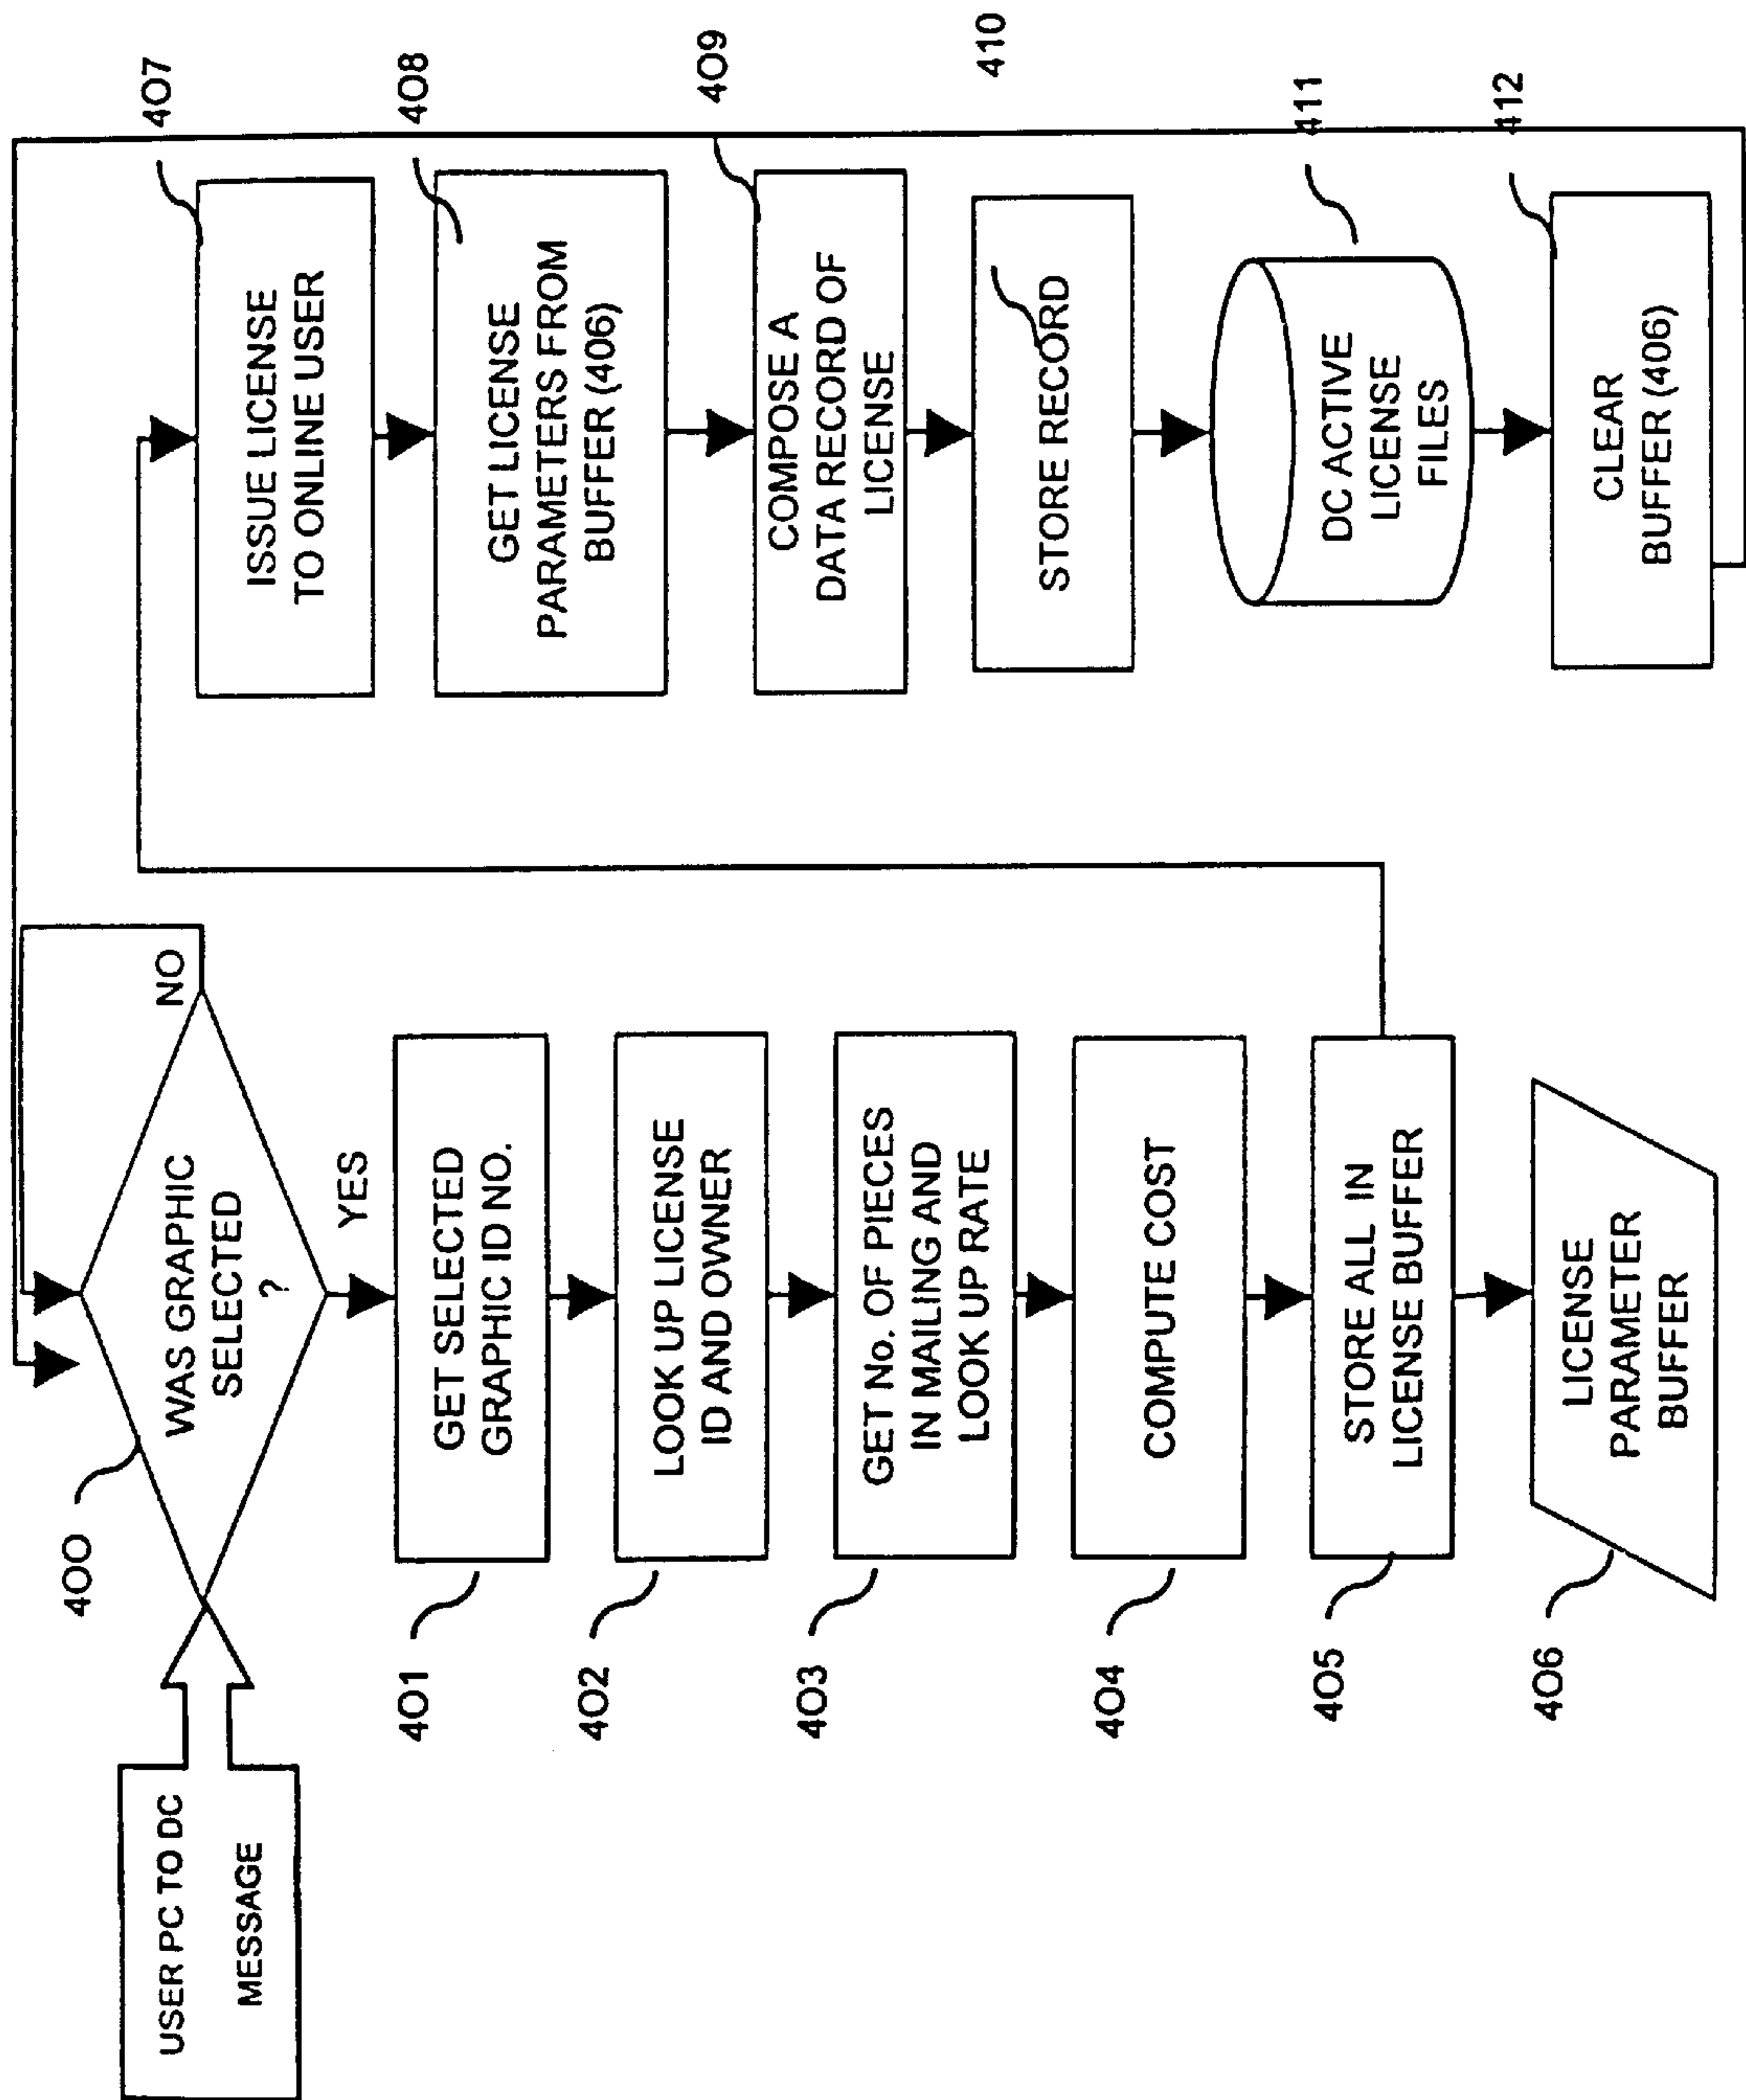 USER PC TO DC
MESSAGE
400
WAS GRAPHIC
SELECTED
?
NO
YES
401
GET SELECTED
GRAPHIC ID NO.
402
LOOK UP LICENSE
ID AND OWNER
403
GET No. OF PIECES
IN MAILING AND
LOOK UP RATE
404
COMPUTE COST
405
STORE ALL IN
LICENSE BUFFER
406
LICENSE
PARAMETER
BUFFER
407
ISSUE LICENSE
TO ONLINE USER
408
GET LICENSE
PARAMETERS FROM
BUFFER (406)
409
COMPOSE A
DATA RECORD OF
LICENSE
410
STORE RECORD
411
DC ACTIVE
LICENSE
FILES
412
CLEAR
BUFFER (406)